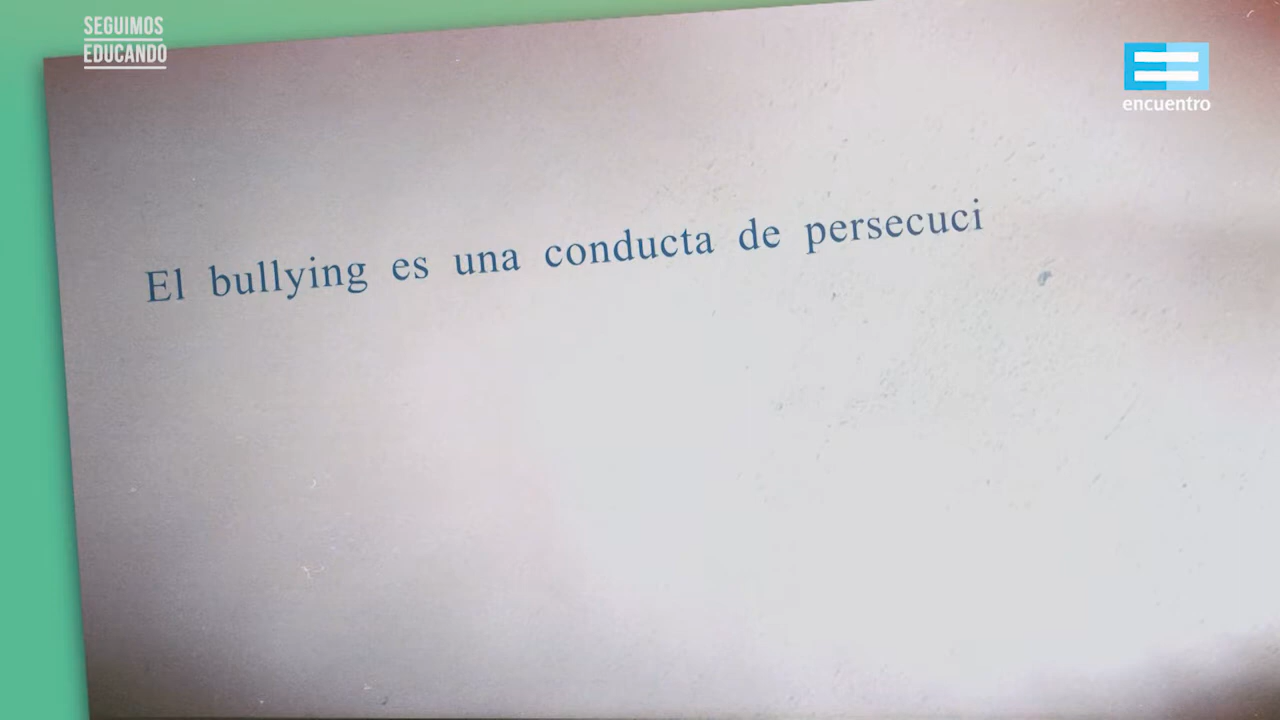 SEGUIMOS
EDUCANDO
encuentro
El bullying es una conducta de persecuci